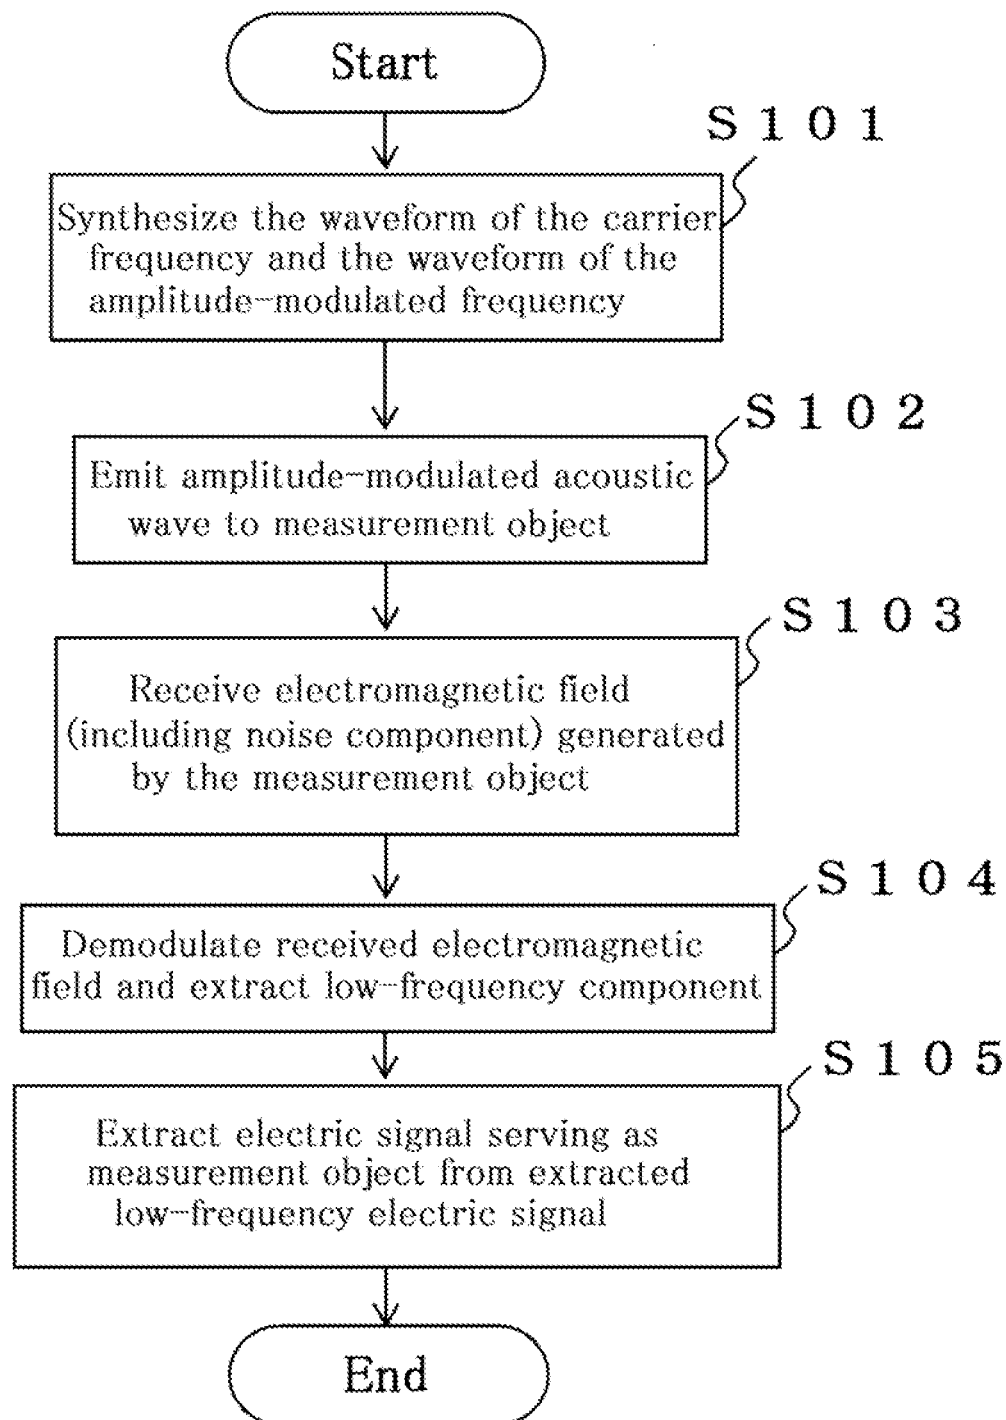 Start
S101
Synthesize the waveform of the carrier
frequency and the waveform of the
amplitude-modulated frequency
S102
Emit amplitude-modulated acoustic
wave to measurement object
S103
Receive electromagnetic field
(including noise component) generated
by the measurement object
S104
Demodulate received electromagnetic
field and extract low-frequency component
S105
Extract electric signal serving as
measurement object from extracted
low-frequency electric signal
End